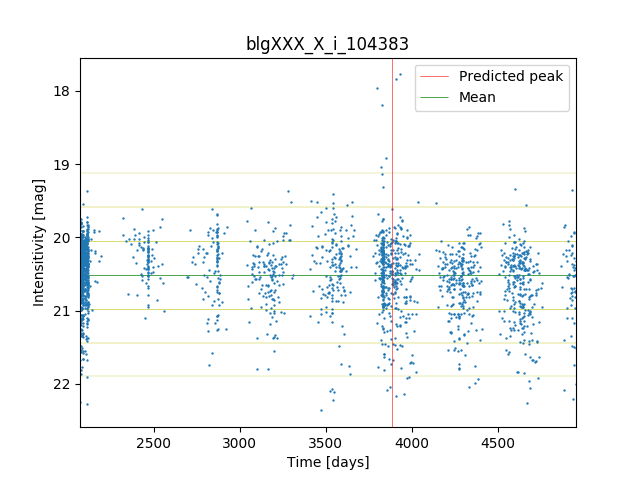 blgXXX_X_i_104383
Predicted peak
Mean
Intensitivity [mag]
18
19
20
21
22
2500
3000
3500
4000
4500
Time [days]